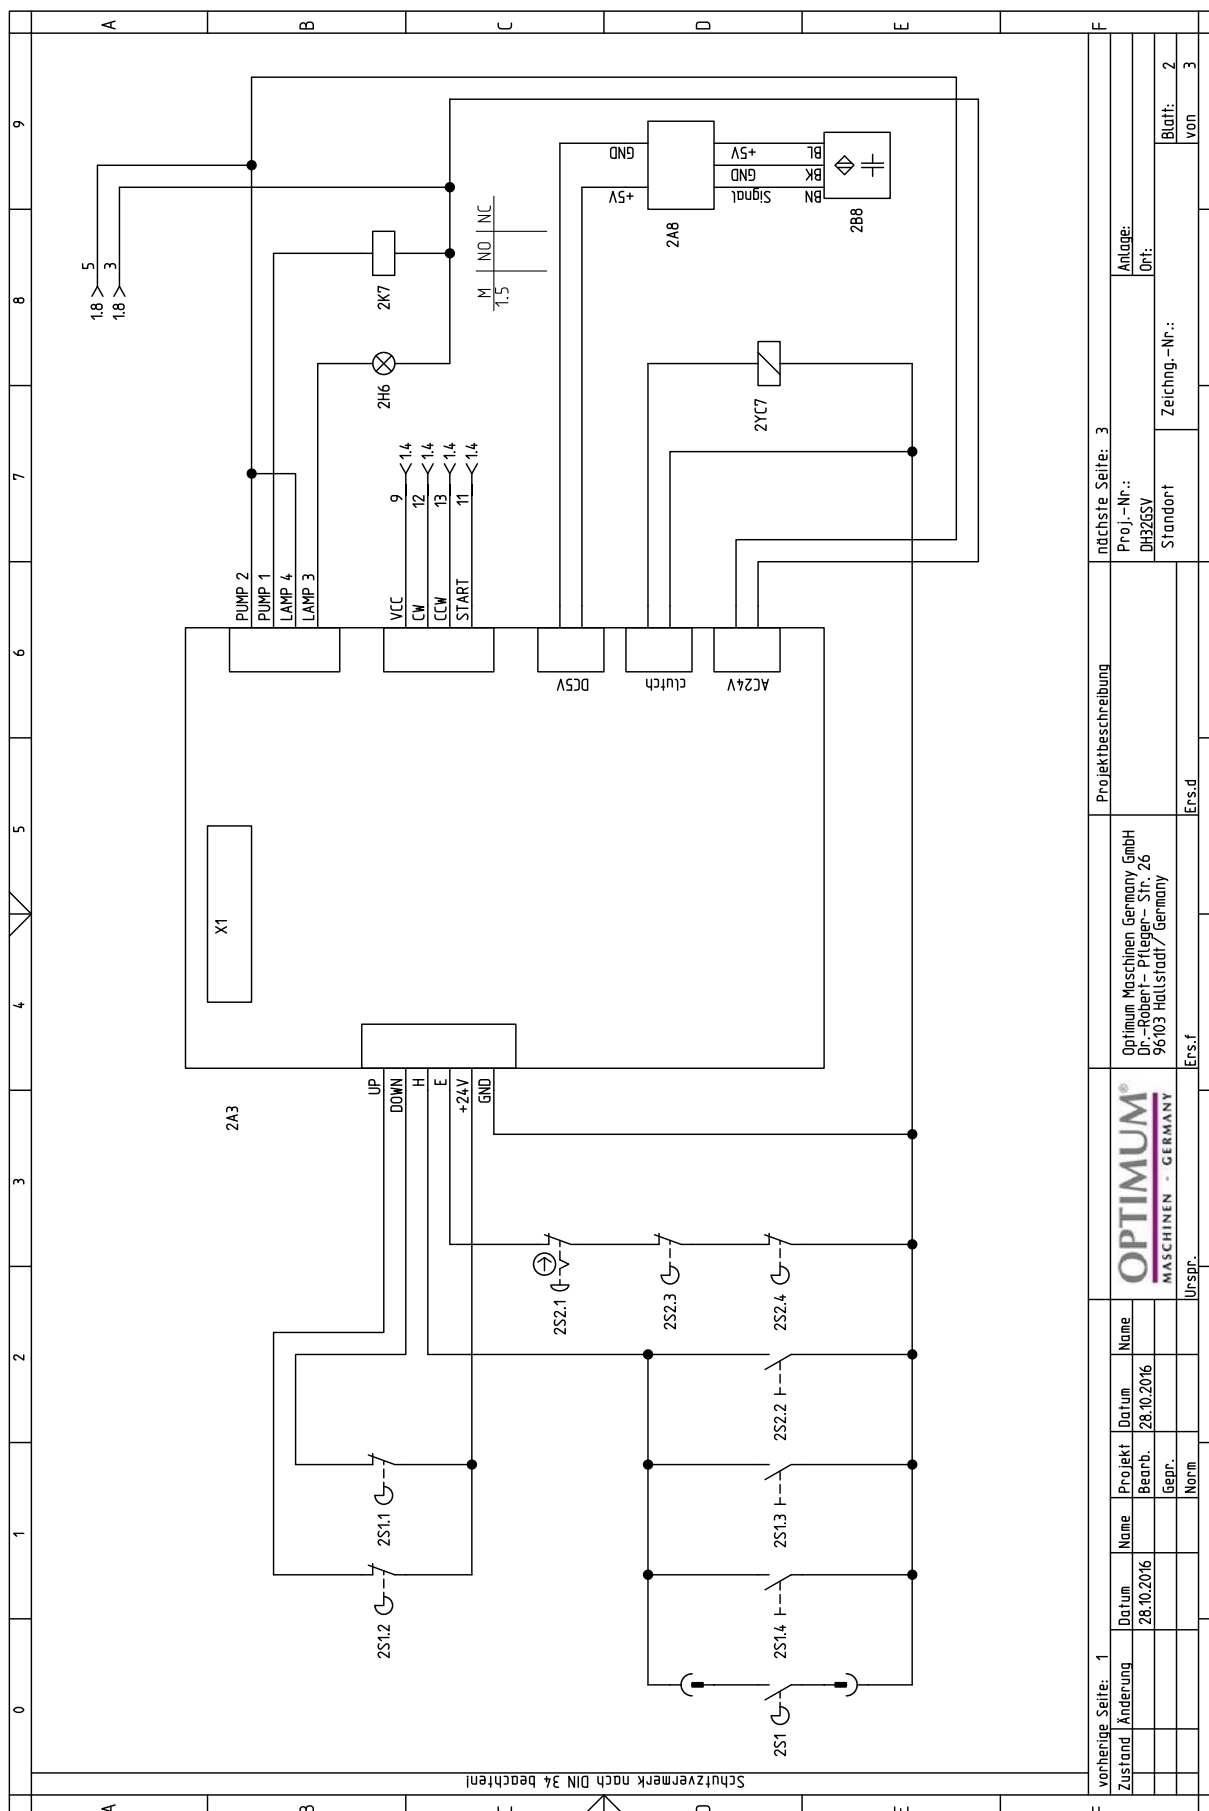 0 1 2 3 4 5 6 7 8 9
A
B
C
D
E
F
A
B
Schutzvermerk nach DIN 34 beachten!
1.8 5
1.8 3
2A3
X1
PUMP 2
PUMP 1
LAMP 4
LAMP 3
VCC 9 1.4
CW 12 1.4
CCW 13 1.4
START 11 1.4
DC5V
clutch
AC24V
UP
DOWN
H
E
+24V
GND
2S1.2
2S1.1
2S2.1
2S2.3
2S2.4
2S1
2S1.4
2S1.3
2S2.2
2H6
2K7
M NO NC
1.5
2YC7
+5V GND
2A8
Signal GND +5V
BN BK BL
2B8
vorherige Seite: 1
nächste Seite: 3
Zustand Änderung Datum Name Projekt Datum Name
28.10.2016 Bearb. 28.10.2016
Gepr.
Norm
Urspr.
Ers.f
Ers.d
OPTIMUM®
MASCHINEN - GERMANY
Optimum Maschinen Germany GmbH
Dr.-Robert- Pfleger- Str. 26
96103 Hallstadt/ Germany
Projektbeschreibung
Proj.-Nr.:
DH32GSV
Standort
Zeichng.-Nr.:
Anlage:
Ort:
Blatt: 2
von 3